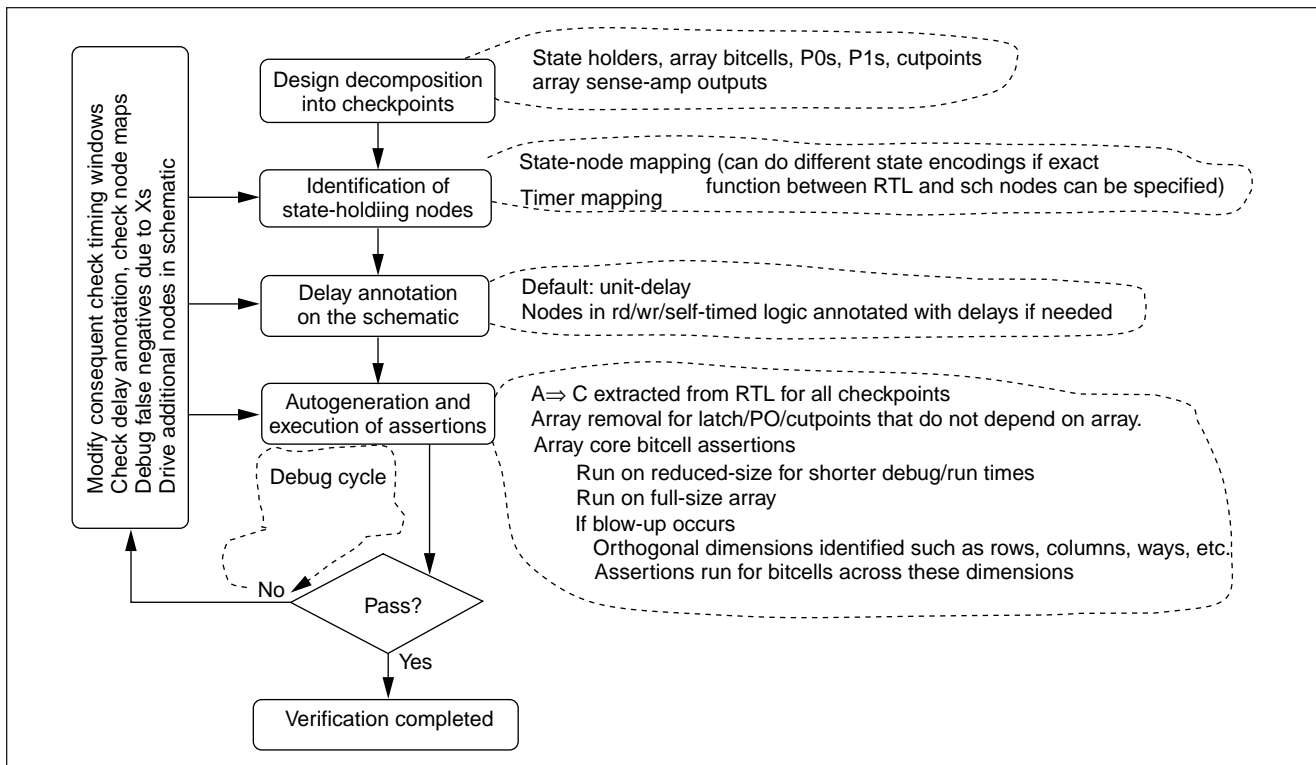 Design decomposition
into checkpoints
State holders, array bitcells, P0s, P1s, cutpoints
array sense-amp outputs
Identification of
state-holdiing nodes
State-node mapping (can do different state encodings if exact
function between RTL and sch nodes can be specified)
Timer mapping
Delay annotation
on the schematic
Default: unit-delay
Nodes in rd/wr/self-timed logic annotated with delays if needed
Autogeneration and
execution of assertions
A⇒ C extracted from RTL for all checkpoints
Array removal for latch/PO/cutpoints that do not depend on array.
Array core bitcell assertions
Run on reduced-size for shorter debug/run times
Run on full-size array
If blow-up occurs
Orthogonal dimensions identified such as rows, columns, ways, etc.
Assertions run for bitcells across these dimensions
Modify consequent check timing windows
Check delay annotation, check node maps
Debug false negatives due to Xs
Drive additional nodes in schematic
Debug cycle
No
Pass?
Yes
Verification completed